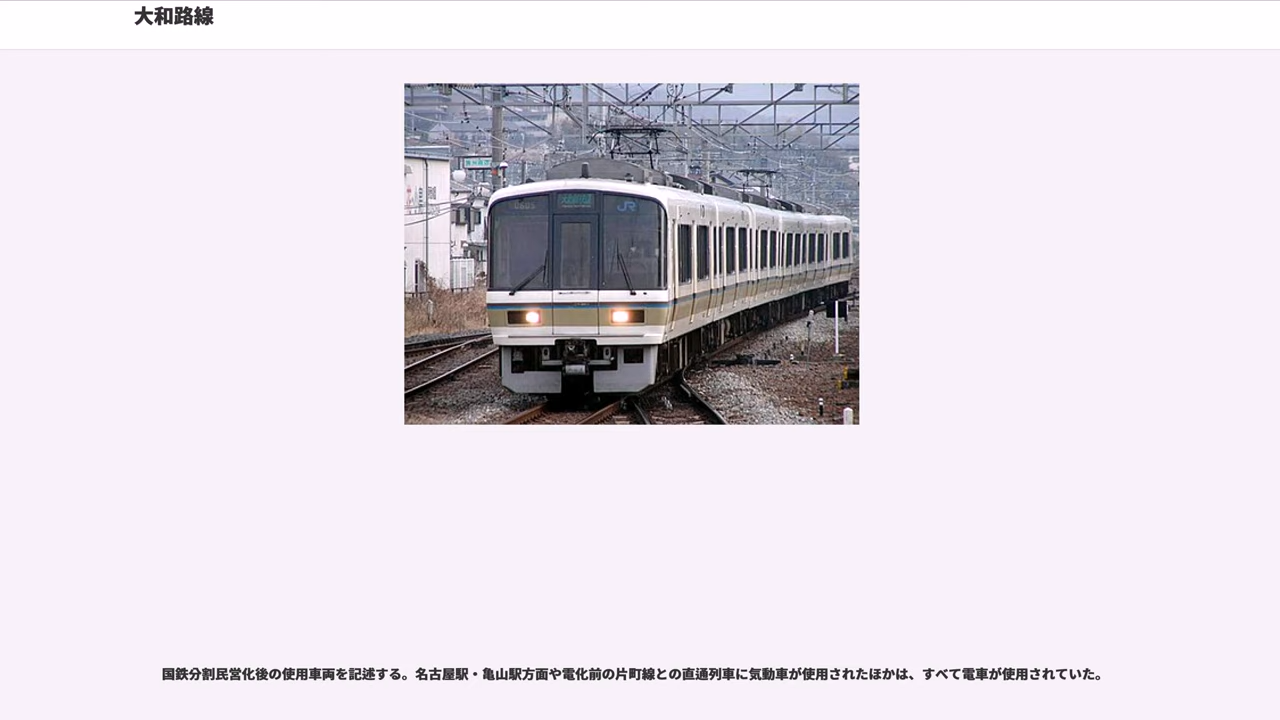 大和路線
JR
国鉄分割民営化後の使用車両を記述する。名古屋駅・亀山駅方面や電化前の片町線との直通列車に気動車が使用されたほかは、すべて電車が使用されていた。